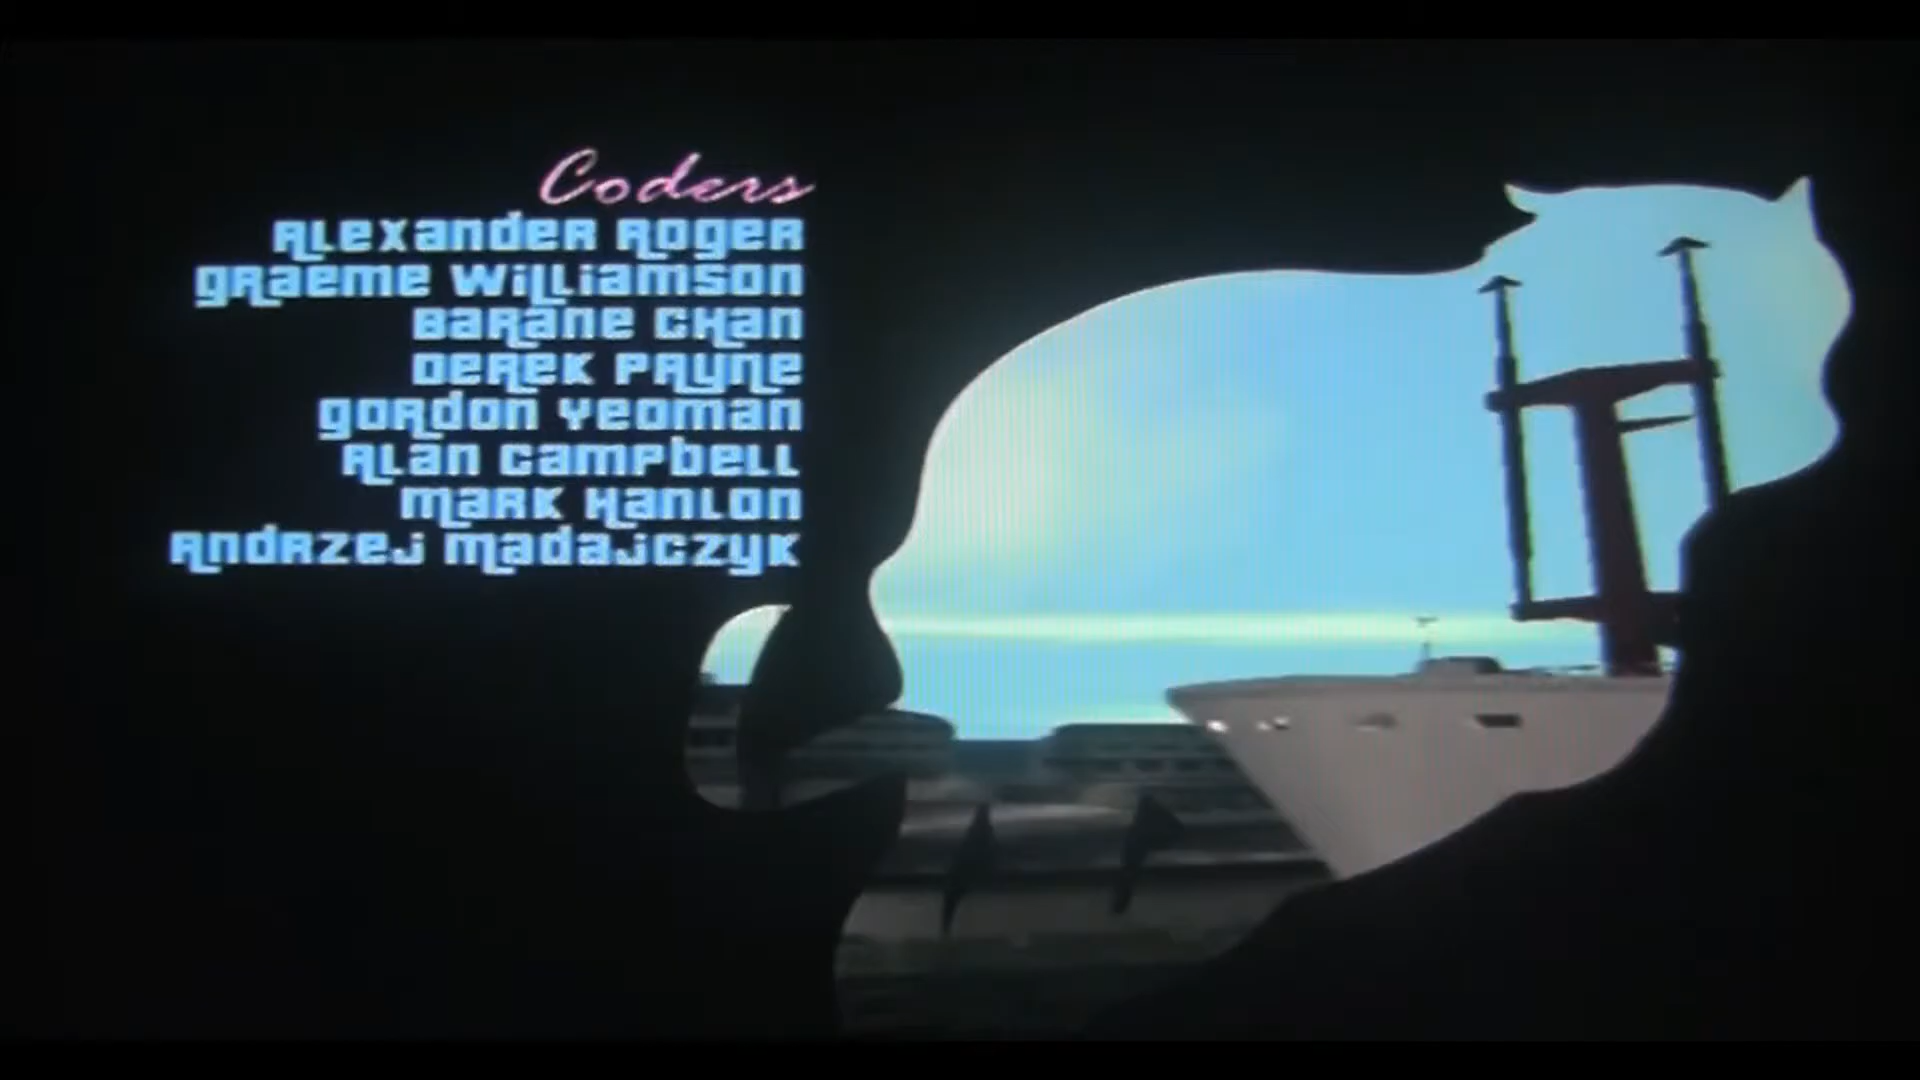 Coders
Alexander Roger
Graeme Williamson
Barane Chan
Derek Payne
Gordon Yeoman
Alan Campbell
Mark Hanlon
Andrzej Madajczyk